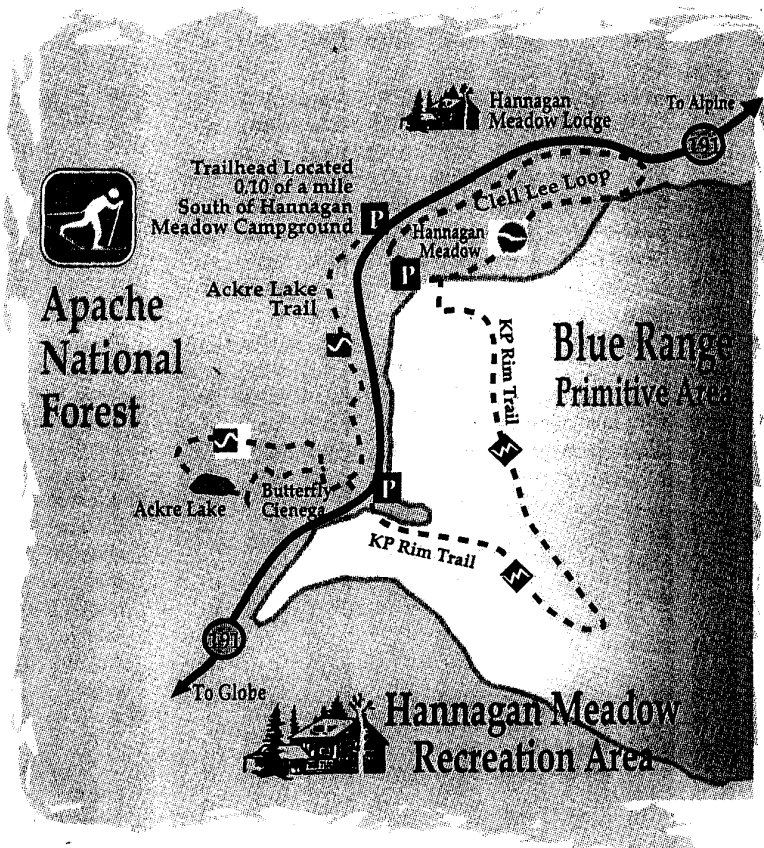 Hannagan
Meadow Lodge
To Alpine
191
Trailhead Located
0.10 of a mile
South of Hannagan
Meadow Campground
P
Clell Lee Loop
Hannagan
Meadow
P
Ackre Lake
Trail
Apache
National
Forest
KP Rim Trail
Blue Range
Primitive Area
Ackre Lake
Butterfly
Cienega
P
KP Rim Trail
191
To Globe
Hannagan Meadow
Recreation Area